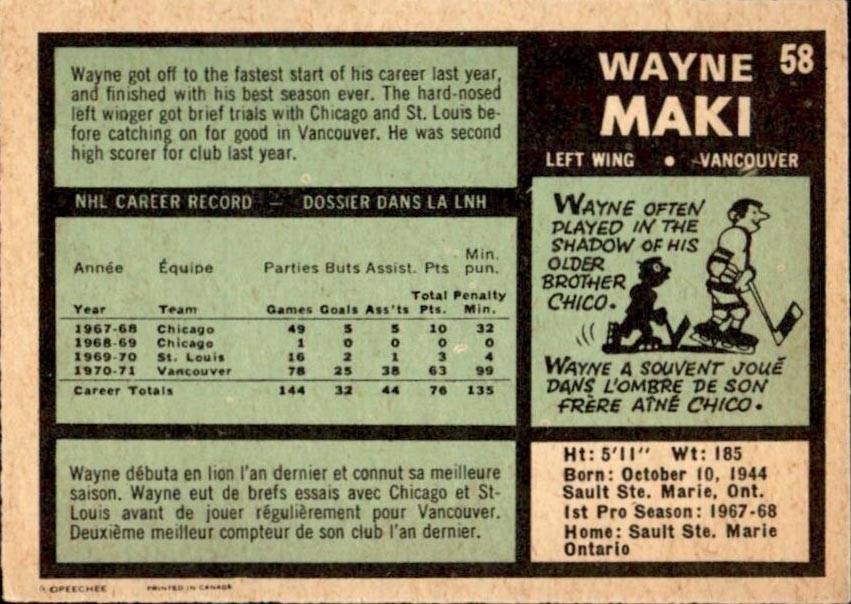 Wayne got off to the fastest start of his career last year,
and finished with his best season ever. The hard-nosed
left winger got brief trials with Chicago and St. Louis be-
fore catching on for good in Vancouver. He was second
high scorer for club last year.
WAYNE 58
MAKI
LEFT WING • VANCOUVER
NHL CAREER RECORD — DOSSIER DANS LA LNH
Année Équipe Parties Buts Assist. Pts Min. pun.
Year Team Games Goals Ass'ts Total Pts. Penalty Min.
1967-68 Chicago 49 5 5 10 32
1968-69 Chicago 1 0 0 0 0
1969-70 St. Louis 16 2 1 3 4
1970-71 Vancouver 78 25 38 63 99
Career Totals 144 32 44 76 135
WAYNE OFTEN
PLAYED IN THE
SHADOW OF HIS
OLDER
BROTHER
CHICO.
WAYNE A SOUVENT JOUÉ
DANS L'OMBRE DE SON
FRÈRE AÎNÉ CHICO.
Wayne débuta en lion l'an dernier et connut sa meilleure
saison. Wayne eut de brefs essais avec Chicago et St-
Louis avant de jouer régulièrement pour Vancouver.
Deuxième meilleur compteur de son club l'an dernier.
Ht: 5'11" Wt: 185
Born: October 10, 1944
Sault Ste. Marie, Ont.
1st Pro Season: 1967-68
Home: Sault Ste. Marie
Ontario
OPEECHEE PRINTED IN CANADA